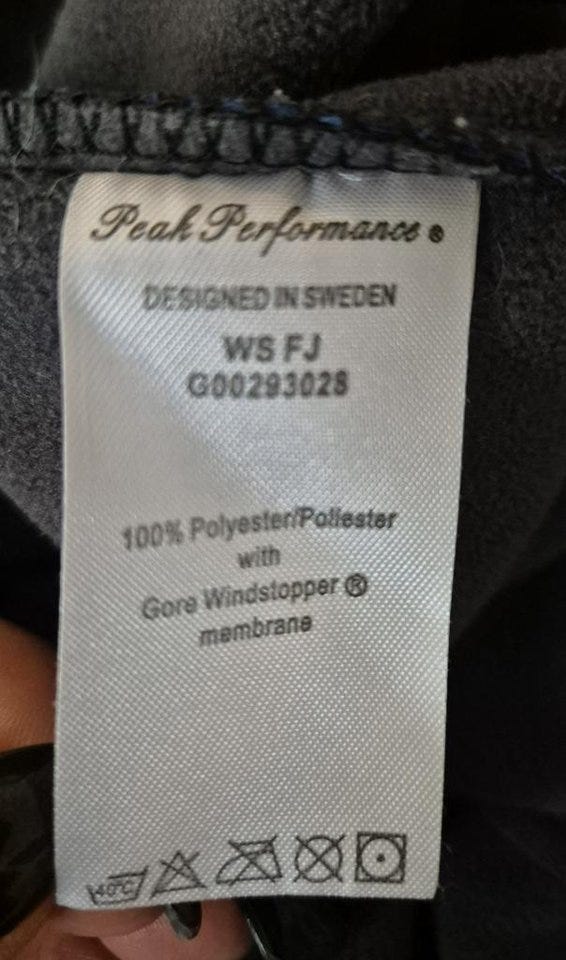 Peak Performance ®
DESIGNED IN SWEDEN
WS FJ
G00293028
100% Polyester/Poliester
with
Gore Windstopper ®
membrane
40°C